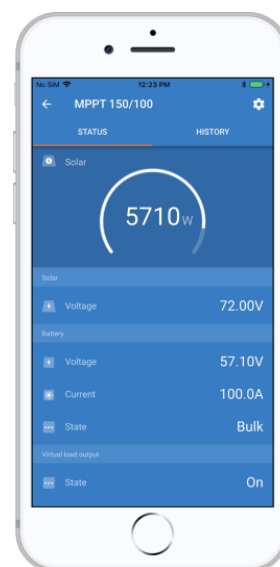 No SIM 12:23 PM
MPPT 150/100
STATUS HISTORY
Solar
5710W
Solar
Voltage 72.00V
Battery
Voltage 57.10V
Current 100.0A
State Bulk
Virtual load output
State On